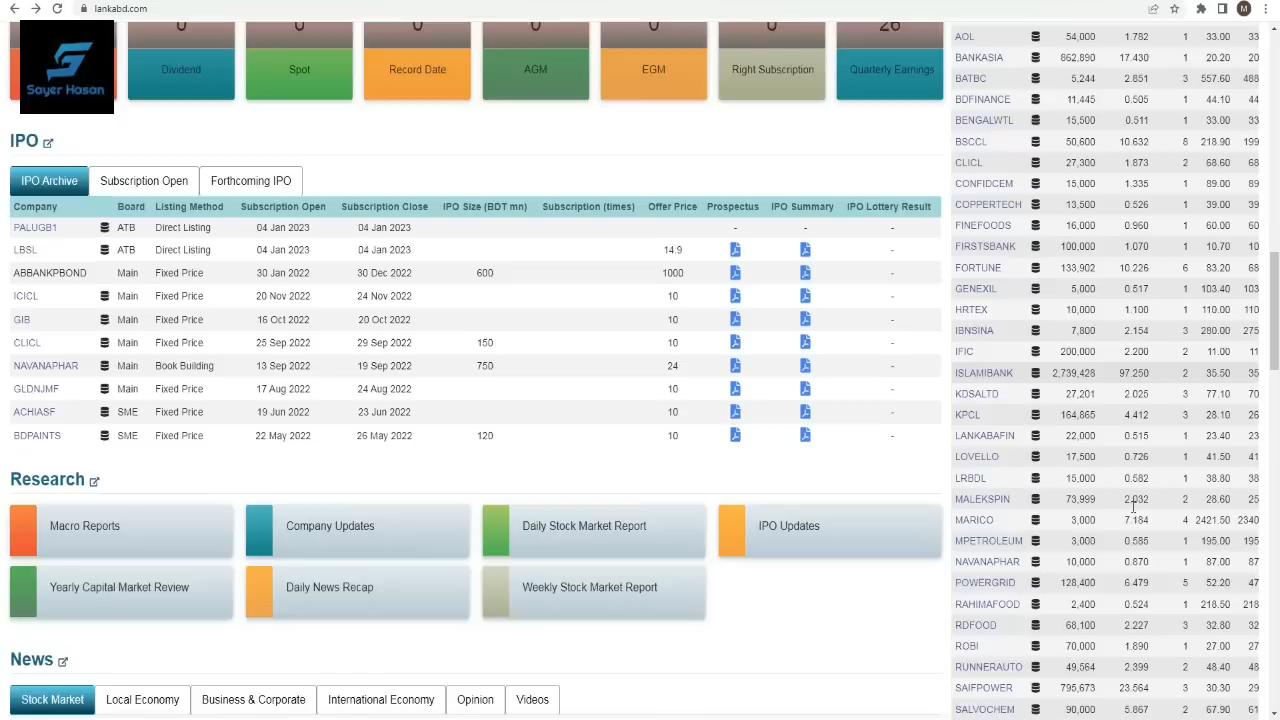 lankabd.com
M
0 0 0 0 0 0 26
Dividend Spot Record Date AGM EGM Right Subscription Quarterly Earnings
Sayer Hasan
IPO
IPO Archive Subscription Open Forthcoming IPO
Company Board Listing Method Subscription Open Subscription Close IPO Size (BDT mn) Subscription (times) Offer Price Prospectus IPO Summary IPO Lottery Result
PALUGB1 ATB Direct Listing 04 Jan 2023 04 Jan 2023 - - -
LBSL ATB Direct Listing 04 Jan 2023 04 Jan 2023 14.9 -
ABBANKPBOND Main Fixed Price 30 Jan 2022 30 Dec 2022 600 1000 -
ICICL Main Fixed Price 20 Nov 2022 24 Nov 2022 10 -
GIB Main Fixed Price 16 Oct 2022 20 Oct 2022 10 -
CLICL Main Fixed Price 25 Sep 2022 29 Sep 2022 150 10 -
NAVANAPHAR Main Book Building 13 Sep 2022 19 Sep 2022 750 24 -
GLDNJMF Main Fixed Price 17 Aug 2022 24 Aug 2022 10 -
ACHIASF SME Fixed Price 19 Jun 2022 23 Jun 2022 10 -
BDPAINTS SME Fixed Price 22 May 2022 26 May 2022 120 10 -
Research
Macro Reports Company Updates Daily Stock Market Report IPO Updates
Yearly Capital Market Review Daily News Recap Weekly Stock Market Report
News
Stock Market Local Economy Business & Corporate International Economy Opinion Videos
AOL 54,000 1.782 1 33.00 33
BANKASIA 862,890 17.430 1 20.20 20
BATBC 5,244 2.851 3 557.60 488
BDFINANCE 11,445 0.505 1 44.10 44
BENGALWTL 15,500 0.511 1 33.00 33
BSCCL 50,600 10.632 8 218.90 199
CLICL 27,300 1.873 2 68.60 68
CONFIDCEM 15,000 1.335 1 89.00 89
COPPERTECH 13,500 0.526 1 39.00 39
FINEFOODS 16,000 0.960 1 60.00 60
FIRSTSBANK 100,000 1.070 1 10.70 10
FORTUNE 133,902 10.226 6 83.20 68
GENEXIL 5,000 0.517 1 103.40 103
HRTEX 10,000 1.100 1 110.00 110
IBNSINA 7,800 2.154 3 280.00 275
IFIC 200,000 2.200 2 11.00 11
ISLAMIBANK 2,739,428 97.250 2 35.50 35
KDSALTD 27,201 2.025 3 77.10 70
KPCL 164,865 4.412 3 28.10 26
LANKABAFIN 22,000 0.515 1 23.40 23
LOVELLO 17,500 0.726 1 41.50 41
LRBDL 15,000 0.582 1 38.80 38
MALEKSPIN 73,999 2.032 2 28.60 25
MARICO 3,000 7.184 4 2421.50 2340
MPETROLEUM 3,000 0.585 1 195.00 195
NAVANAPHAR 10,000 0.870 1 87.00 87
POWERGRID 128,400 6.479 5 52.20 47
RAHIMAFOOD 2,400 0.524 1 218.50 218
RDFOOD 68,100 2.227 3 32.80 32
ROBI 70,000 1.890 1 27.00 27
RUNNERAUTO 49,564 2.399 2 48.40 48
SAIFPOWER 795,673 23.564 3 30.30 29
SALVOCHEM 90,000 5.867 2 67.90 61